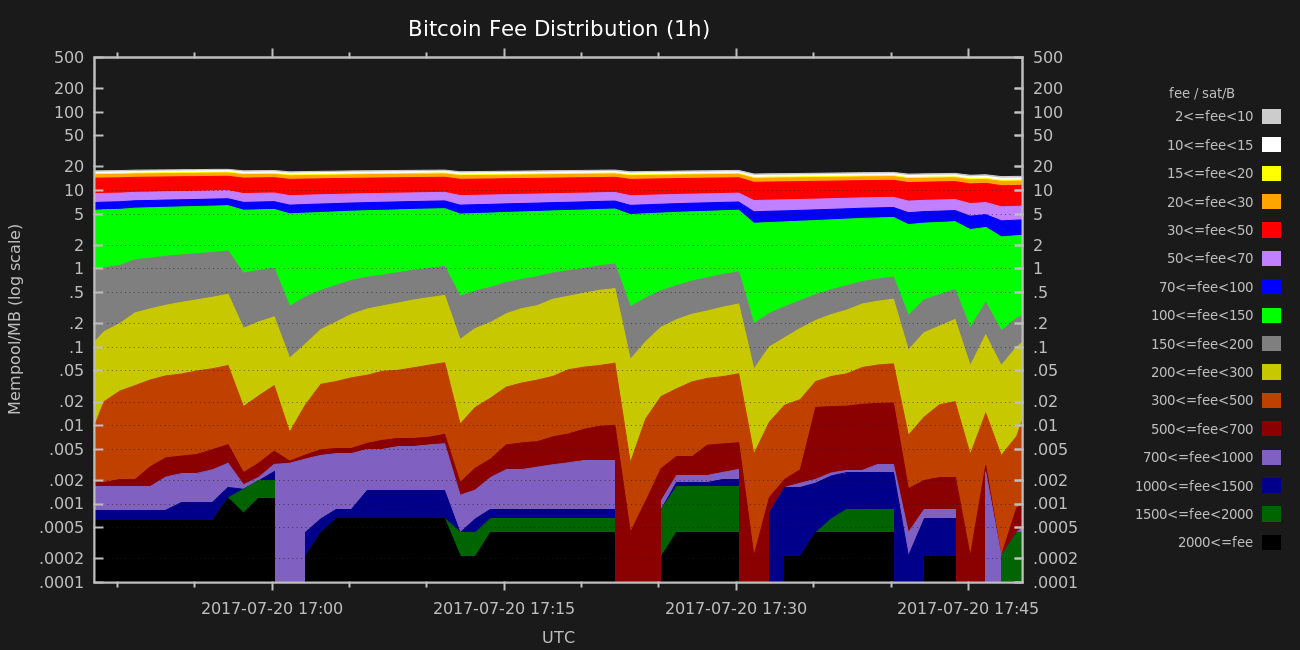 Bitcoin Fee Distribution (1h)
Mempool/MB (log scale)
500
200
100
50
20
10
5
2
1
.5
.2
.1
.05
.02
.01
.005
.002
.001
.0005
.0002
.0001
500
200
100
50
20
10
5
2
1
.5
.2
.1
.05
.02
.01
.005
.002
.001
.0005
.0002
.0001
fee / sat/B
2<=fee<10
10<=fee<15
15<=fee<20
20<=fee<30
30<=fee<50
50<=fee<70
70<=fee<100
100<=fee<150
150<=fee<200
200<=fee<300
300<=fee<500
500<=fee<700
700<=fee<1000
1000<=fee<1500
1500<=fee<2000
2000<=fee
2017-07-20 17:00 2017-07-20 17:15 2017-07-20 17:30 2017-07-20 17:45
UTC